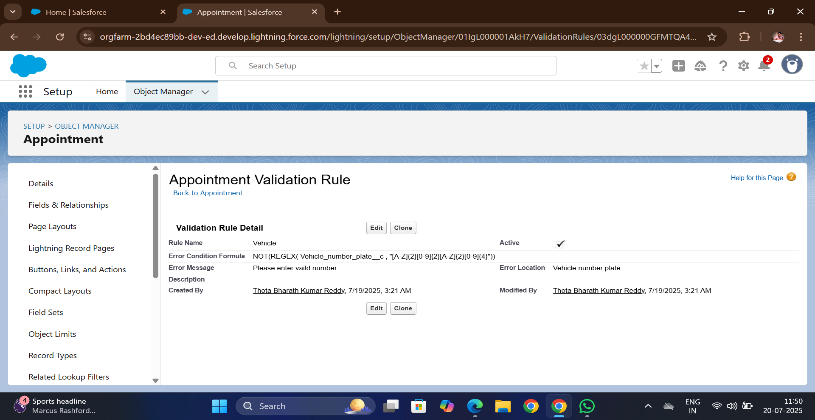 Home | Salesforce
Appointment | Salesforce
orgfarm-2bd4ec89bb-dev-ed.develop.lightning.force.com/lightning/setup/ObjectManager/01IgL000001AkH7/ValidationRules/03dgL000000GFMTQA4...
Search Setup
2
Setup
Home
Object Manager
SETUP > OBJECT MANAGER
Appointment
Details
Fields & Relationships
Page Layouts
Lightning Record Pages
Buttons, Links, and Actions
Compact Layouts
Field Sets
Object Limits
Record Types
Related Lookup Filters
Appointment Validation Rule
Back to Appointment
Help for this Page
Validation Rule Detail
Edit Clone
Rule Name Vehicle Active
Error Condition Formula NOT(REGEX( Vehicle_number_plate__c , "[A-Z]{2}[0-9]{2}[A-Z]{2}[0-9]{4}"))
Error Message Please enter vaild number Error Location Vehicle number plate
Description
Created By Thota Bharath Kumar Reddy, 7/19/2025, 3:21 AM Modified By Thota Bharath Kumar Reddy, 7/19/2025, 3:21 AM
Edit Clone
4
Sports headline
Marcus Rashford...
Search
ENG
IN
11:50
20-07-2025